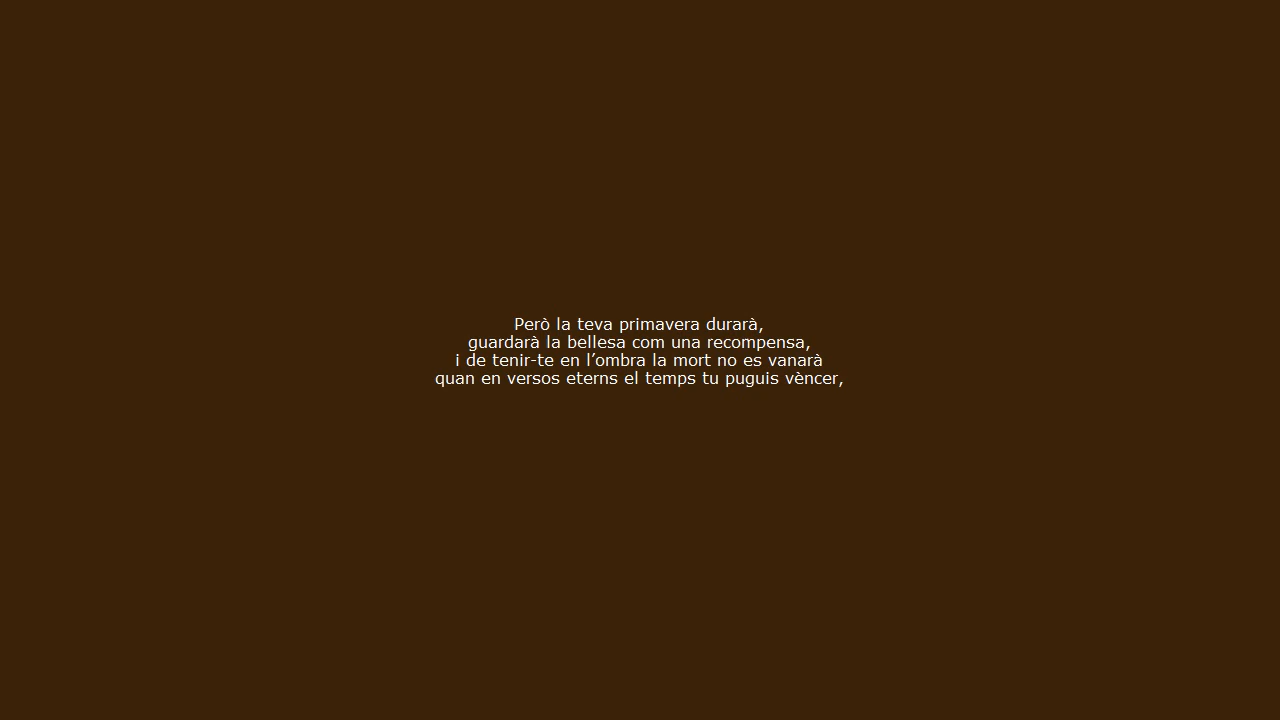 Però la teva primavera durarà,
guardarà la bellesa com una recompensa,
i de tenir-te en l’ombra la mort no es vanarà
quan en versos eterns el temps tu puguis vèncer,